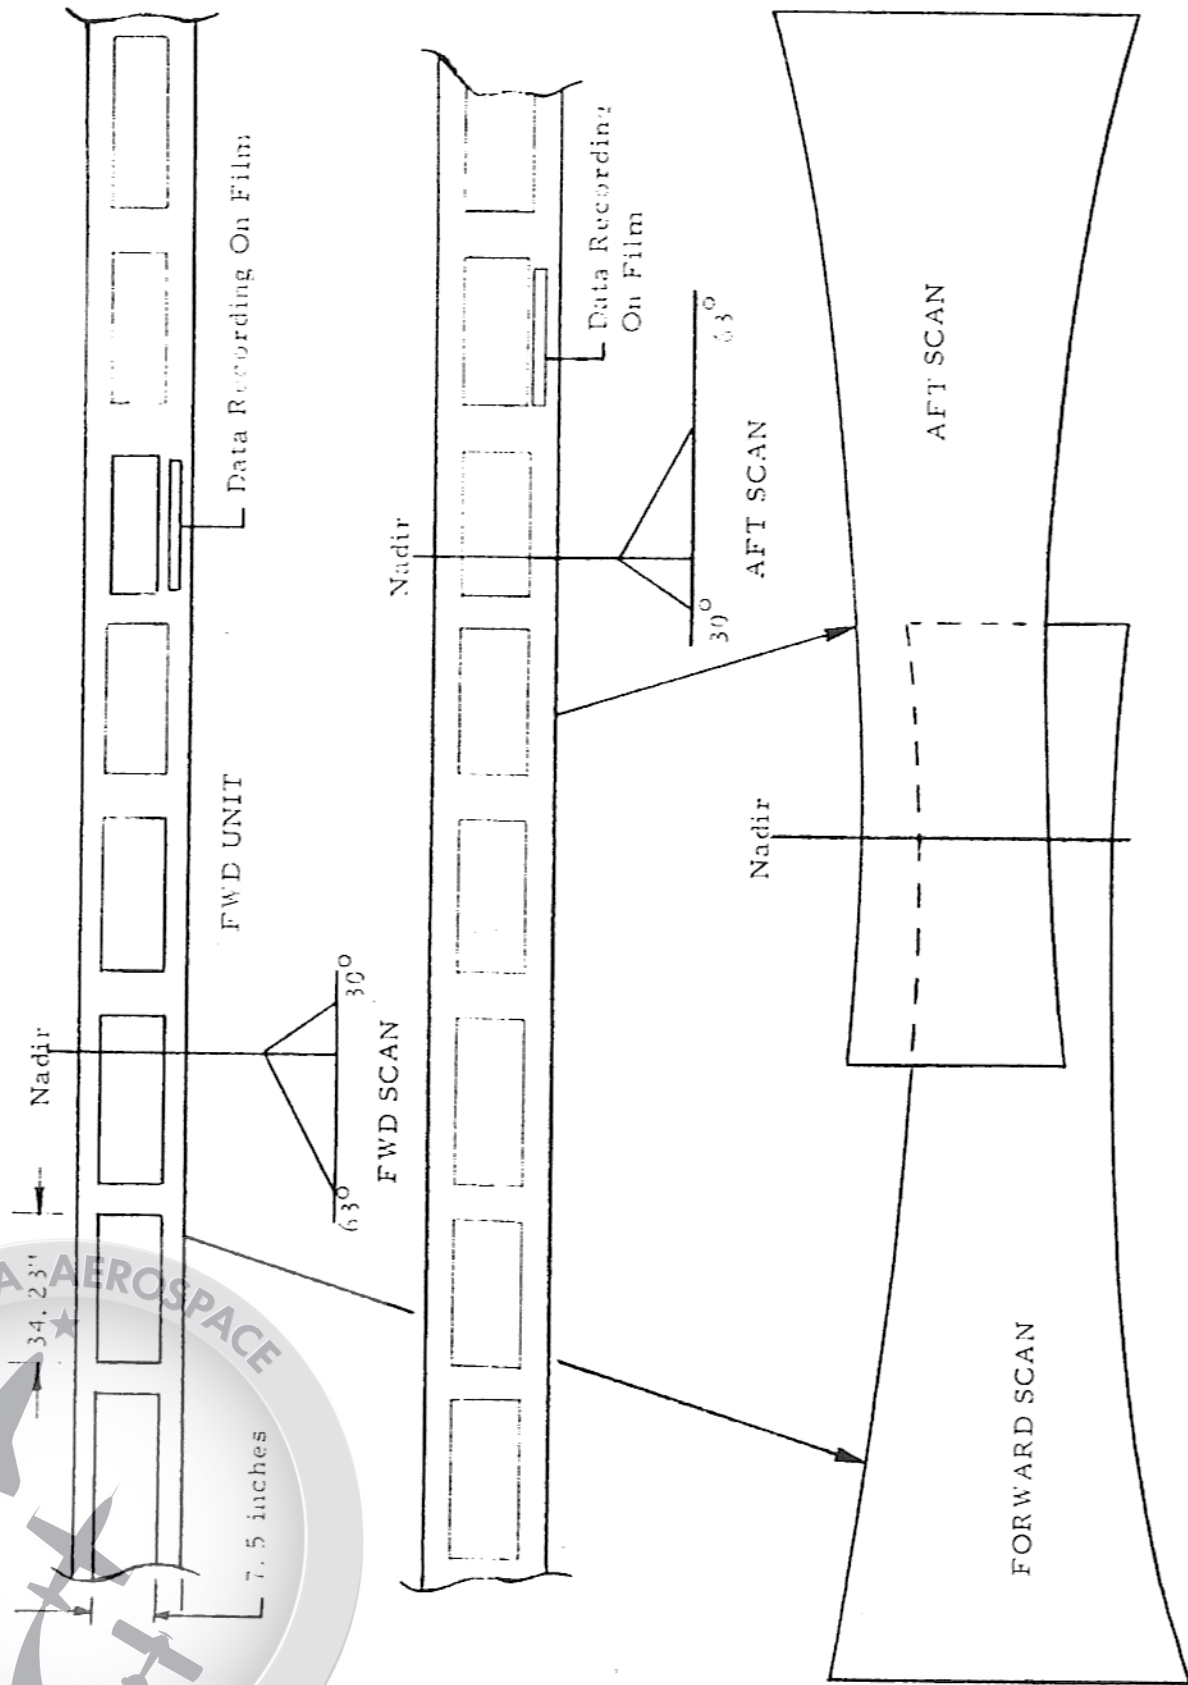 34. 23"
Nadir
Data Recording On Film
7. 5 inches
FWD UNIT
63°
30°
FWD SCAN
Nadir
Data Recording
On Film
30°
63°
AFT SCAN
Nadir
FORWARD SCAN
AFT SCAN
AEROSPACE